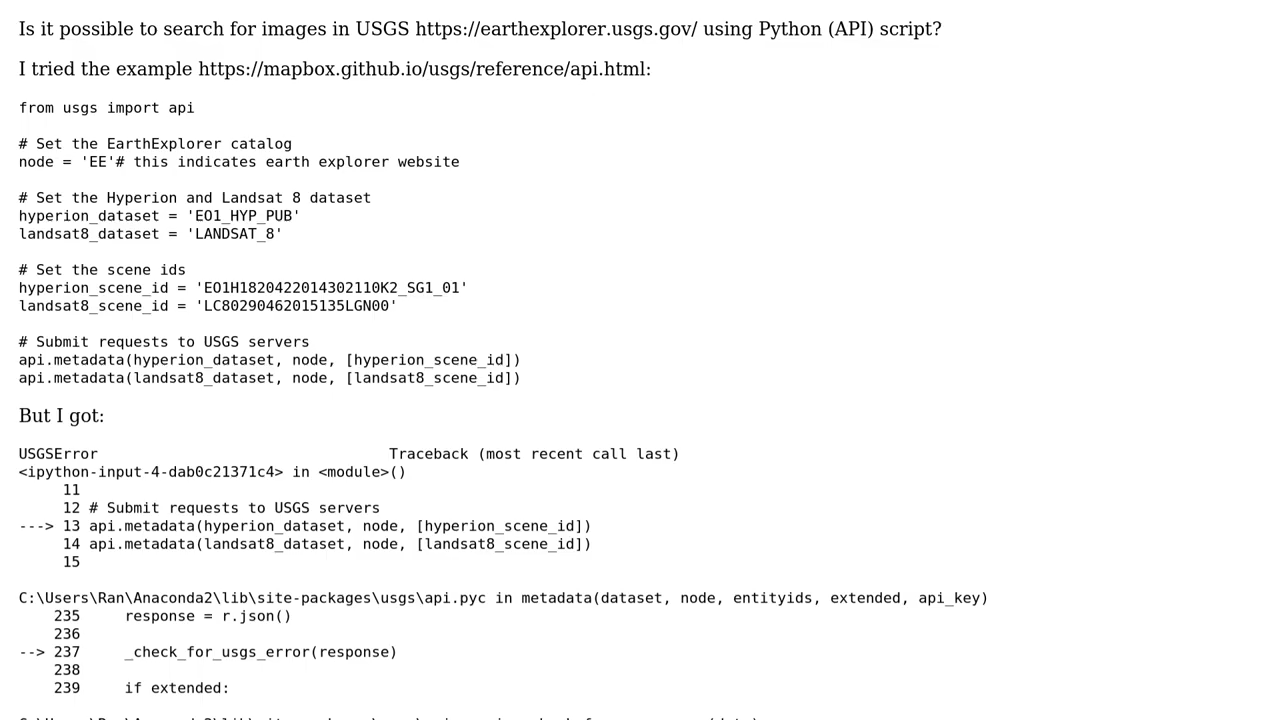 Is it possible to search for images in USGS https://earthexplorer.usgs.gov/ using Python (API) script?
I tried the example https://mapbox.github.io/usgs/reference/api.html:
from usgs import api
# Set the EarthExplorer catalog
node = 'EE'# this indicates earth explorer website
# Set the Hyperion and Landsat 8 dataset
hyperion_dataset = 'EO1_HYP_PUB'
landsat8_dataset = 'LANDSAT_8'
# Set the scene ids
hyperion_scene_id = 'EO1H1820422014302110K2_SG1_01'
landsat8_scene_id = 'LC80290462015135LGN00'
# Submit requests to USGS servers
api.metadata(hyperion_dataset, node, [hyperion_scene_id])
api.metadata(landsat8_dataset, node, [landsat8_scene_id])
But I got:
USGSError                                 Traceback (most recent call last)
<ipython-input-4-dab0c21371c4> in <module>()
     11
     12 # Submit requests to USGS servers
---> 13 api.metadata(hyperion_dataset, node, [hyperion_scene_id])
     14 api.metadata(landsat8_dataset, node, [landsat8_scene_id])
     15
C:\Users\Ran\Anaconda2\lib\site-packages\usgs\api.pyc in metadata(dataset, node, entityids, extended, api_key)
    235     response = r.json()
    236
--> 237     _check_for_usgs_error(response)
    238
    239     if extended: